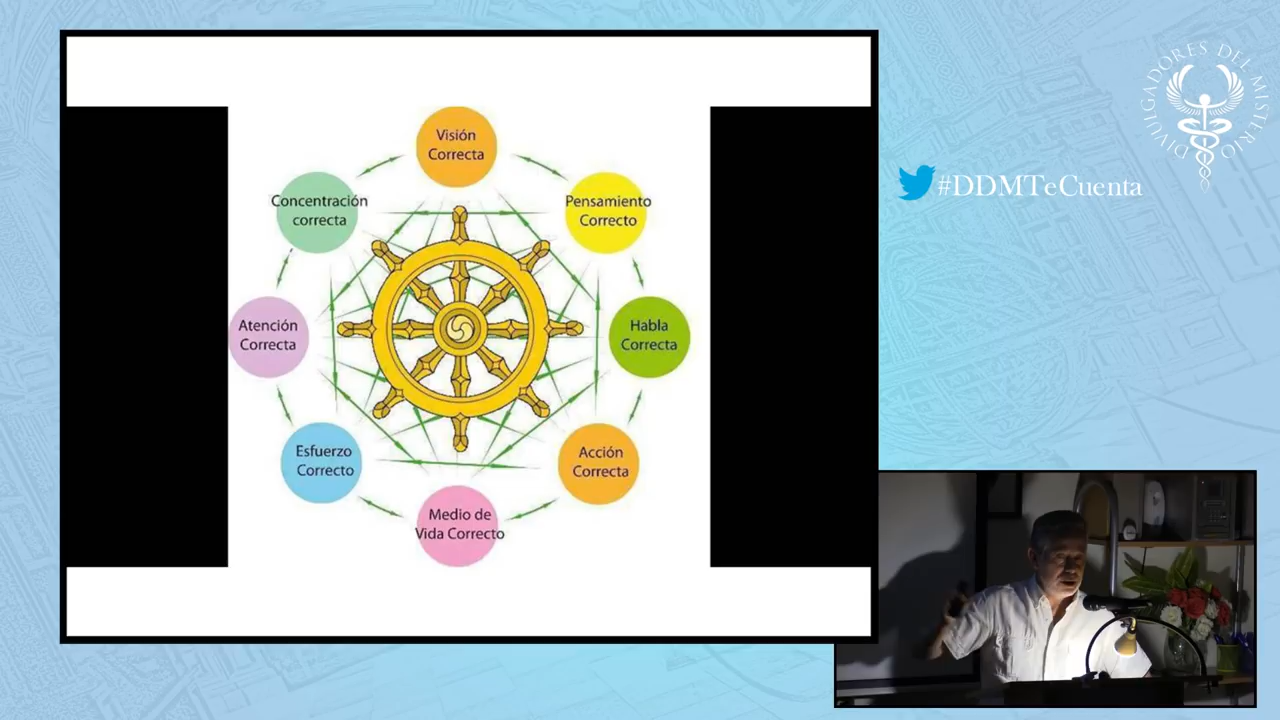 Visión
Correcta
Concentración
correcta
Pensamiento
Correcto
Atención
Correcta
Habla
Correcta
Esfuerzo
Correcto
Acción
Correcta
Medio de
Vida Correcto
DIVULGADORES DEL MISTERIO
#DDMTeCuenta